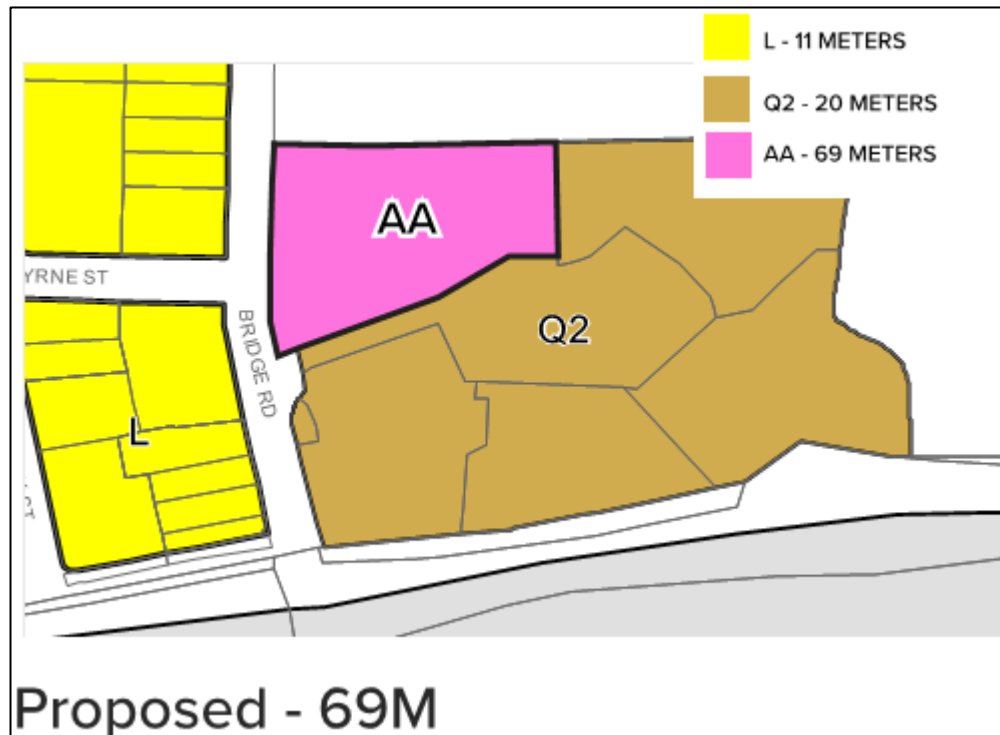 L - 11 METERS
Q2 - 20 METERS
AA - 69 METERS
AA
YRNE ST
BRIDGE RD
Q2
L
Proposed - 69M